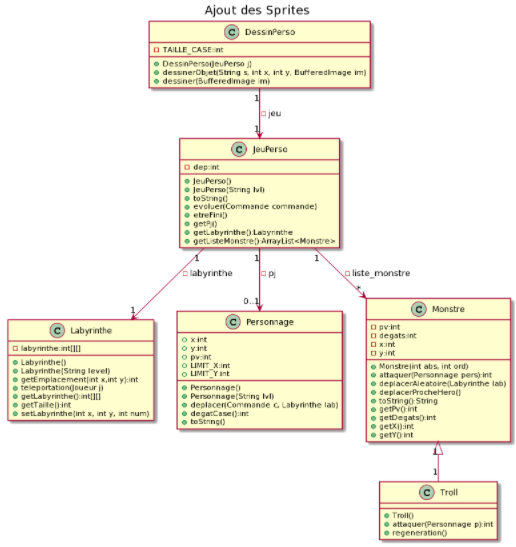 Ajout des Sprites
C DessinPerso
TAILLE_CASE:int
DessinPerso(JeuPerso j)
dessinerObjet(String s, int x, int y, BufferedImage im)
dessiner(BufferedImage im)
1
jeu
1
C JeuPerso
dep:int
JeuPerso()
JeuPerso(String lvl)
toString()
evoluer(Commande commande)
etreFini()
getPj()
getLabyrinthe():Labyrinthe
getListeMonstre():ArrayList<Monstre>
1 1 1
labyrinthe pj liste_monstre
1 0..1 *
C Labyrinthe
labyrinthe:int[][]
Labyrinthe()
Labyrinthe(String level)
getEmplacement(int x,int y):int
teleportation(Joueur j)
getLabyrinthe():int[][]
getTaille():int
setLabyrinthe(int x, int y, int num)
C Personnage
x:int
y:int
pv:int
LIMIT_X:int
LIMIT_Y:int
Personnage()
Personnage(String lvl)
deplacer(Commande c, Labyrinthe lab)
degatCase():int
toString()
C Monstre
pv:int
degats:int
x:int
y:int
Monstre(int abs, int ord)
attaquer(Personnage pers):int
deplacerAleatoire(Labyrinthe lab)
deplacerProcheHero()
toString():String
getPv():int
getDegats():int
getX():int
getY():int
1
1
C Troll
Troll()
attaquer(Personnage p):int
regeneration()